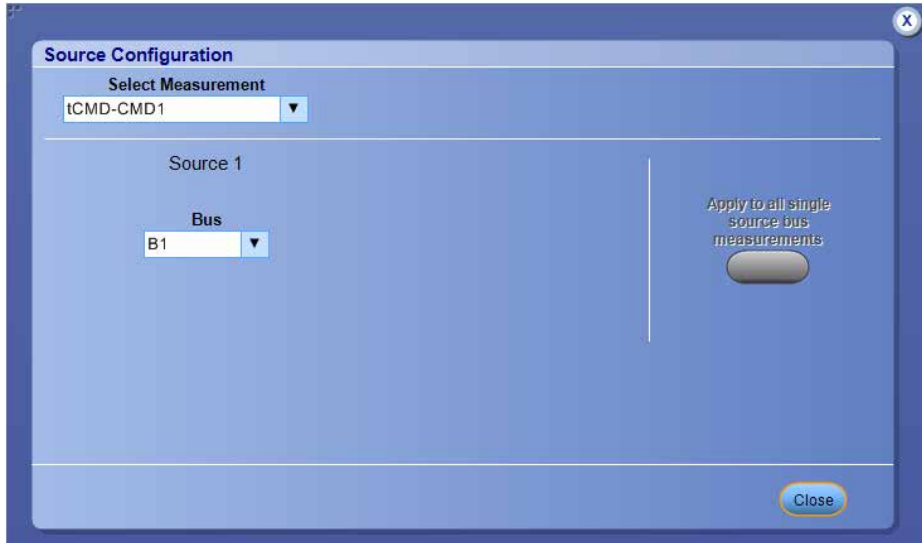 X
Source Configuration
Select Measurement
tCMD-CMD1
Source 1
Bus
B1
Apply to all single
source bus
measurements
Close